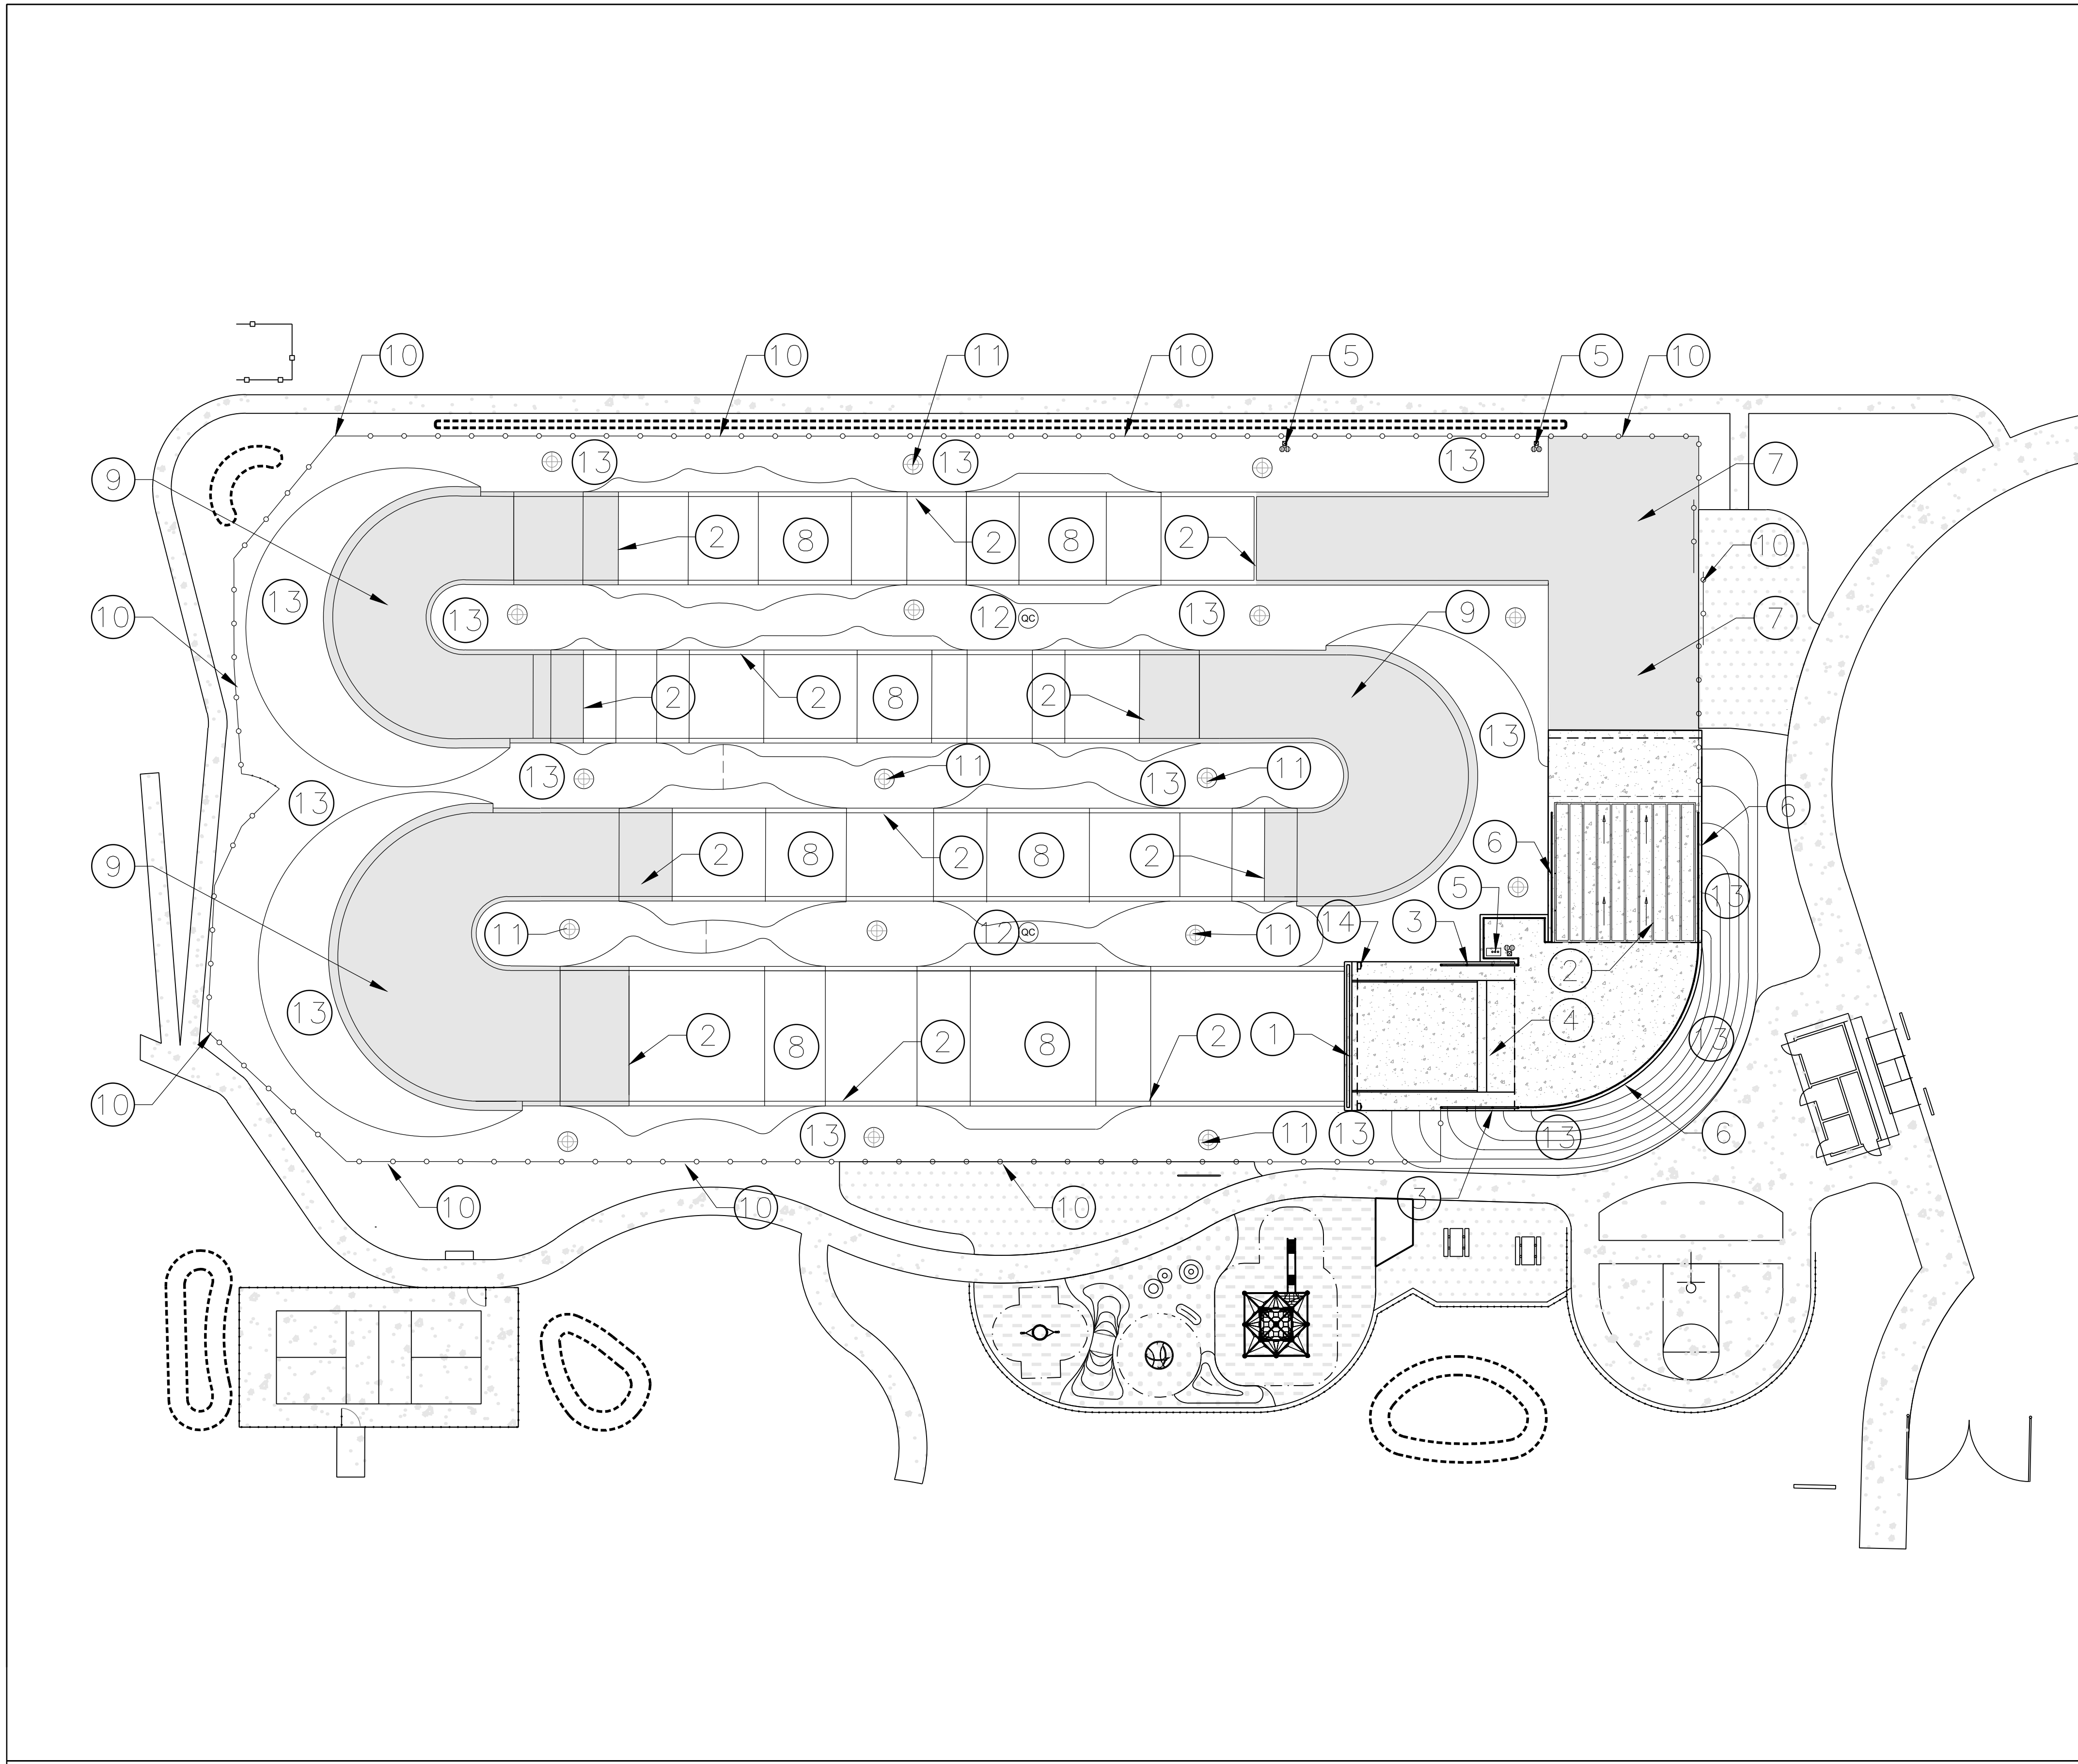 10 10 11 10 5 5 10
9 13 13 13 7
2 8 2 8 2 10
13
10 13 12 QC 13 9 7
2 2 8 2 13
13 11 13 11
13 6
9 2 8 2 8 2 6
5 13
11 12 QC 11 14 3
2
13 2 8 2 8 2 1 4 13
10 13 11 13 13 6
10 10 10 3